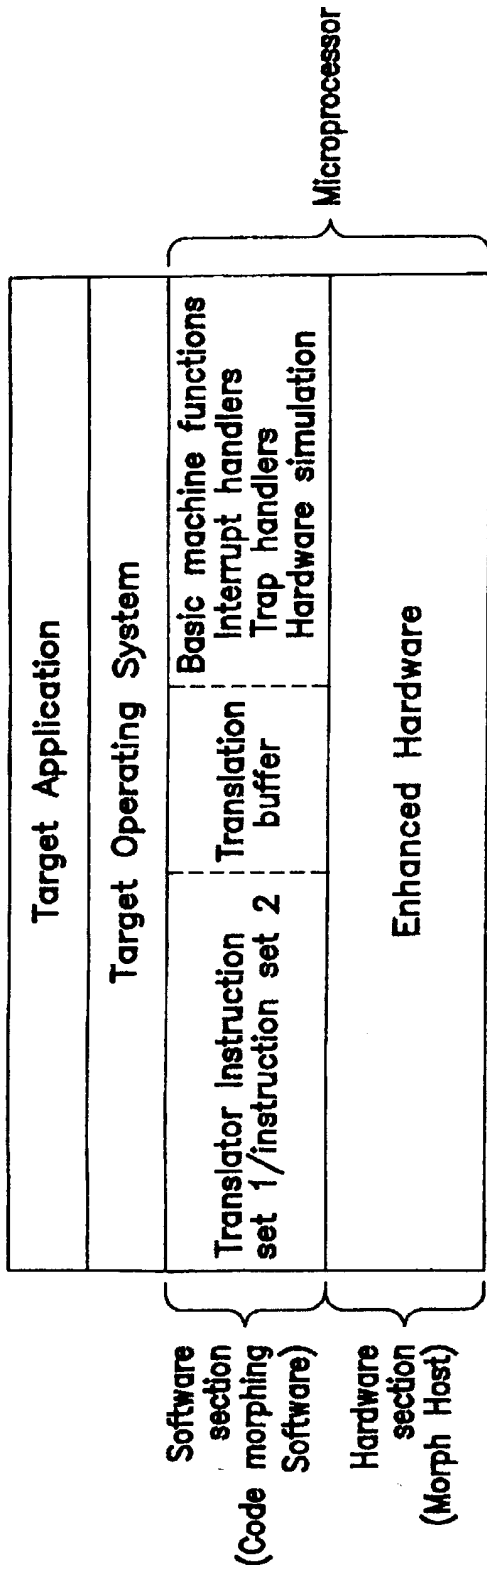 Target Application
Target Operating System
Software
section
(Code morphing
Software)
Translator Instruction
set 1/instruction set 2
Translation
buffer
Basic machine functions
Interrupt handlers
Trap handlers
Hardware simulation
Microprocessor
Hardware
section
(Morph Host)
Enhanced Hardware